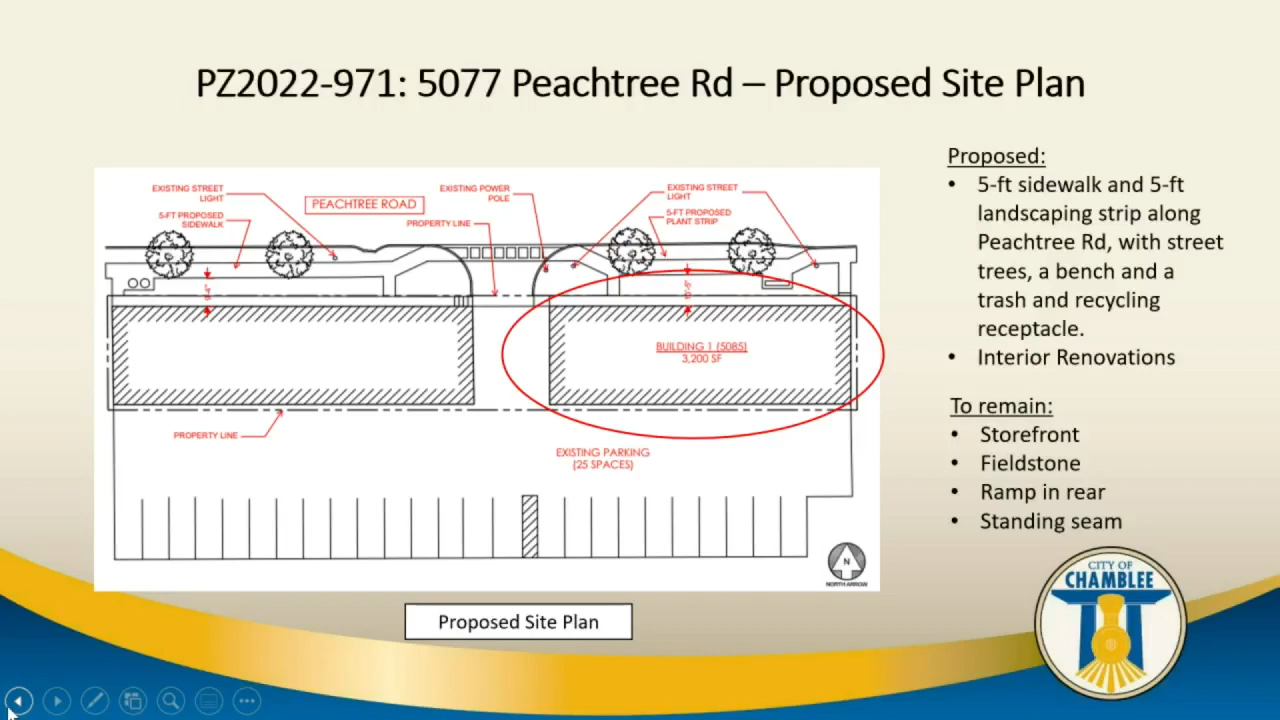 PZ2022-971: 5077 Peachtree Rd – Proposed Site Plan
EXISTING STREET
LIGHT
PEACHTREE ROAD
EXISTING POWER
POLE
EXISTING STREET
LIGHT
5-FT PROPOSED
SIDEWALK
PROPERTY LINE
5-FT PROPOSED
PLANT STRIP
BUILDING 1 (5085)
3,200 SF
PROPERTY LINE
EXISTING PARKING
(25 SPACES)
N
NORTH ARROW
Proposed Site Plan
Proposed:
• 5-ft sidewalk and 5-ft
landscaping strip along
Peachtree Rd, with street
trees, a bench and a
trash and recycling
receptacle.
• Interior Renovations
To remain:
• Storefront
• Fieldstone
• Ramp in rear
• Standing seam
CITY OF
CHAMBLEE